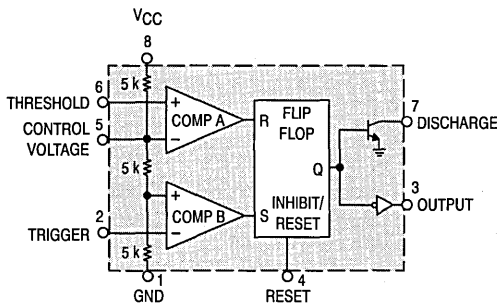 VCC
8
5 k
6
THRESHOLD
+
COMP A
R
FLIP
FLOP
7
DISCHARGE
5
CONTROL
VOLTAGE
–
5 k
Q
+
COMP B
S
INHIBIT/
RESET
3
OUTPUT
2
TRIGGER
–
5 k
1
GND
4
RESET